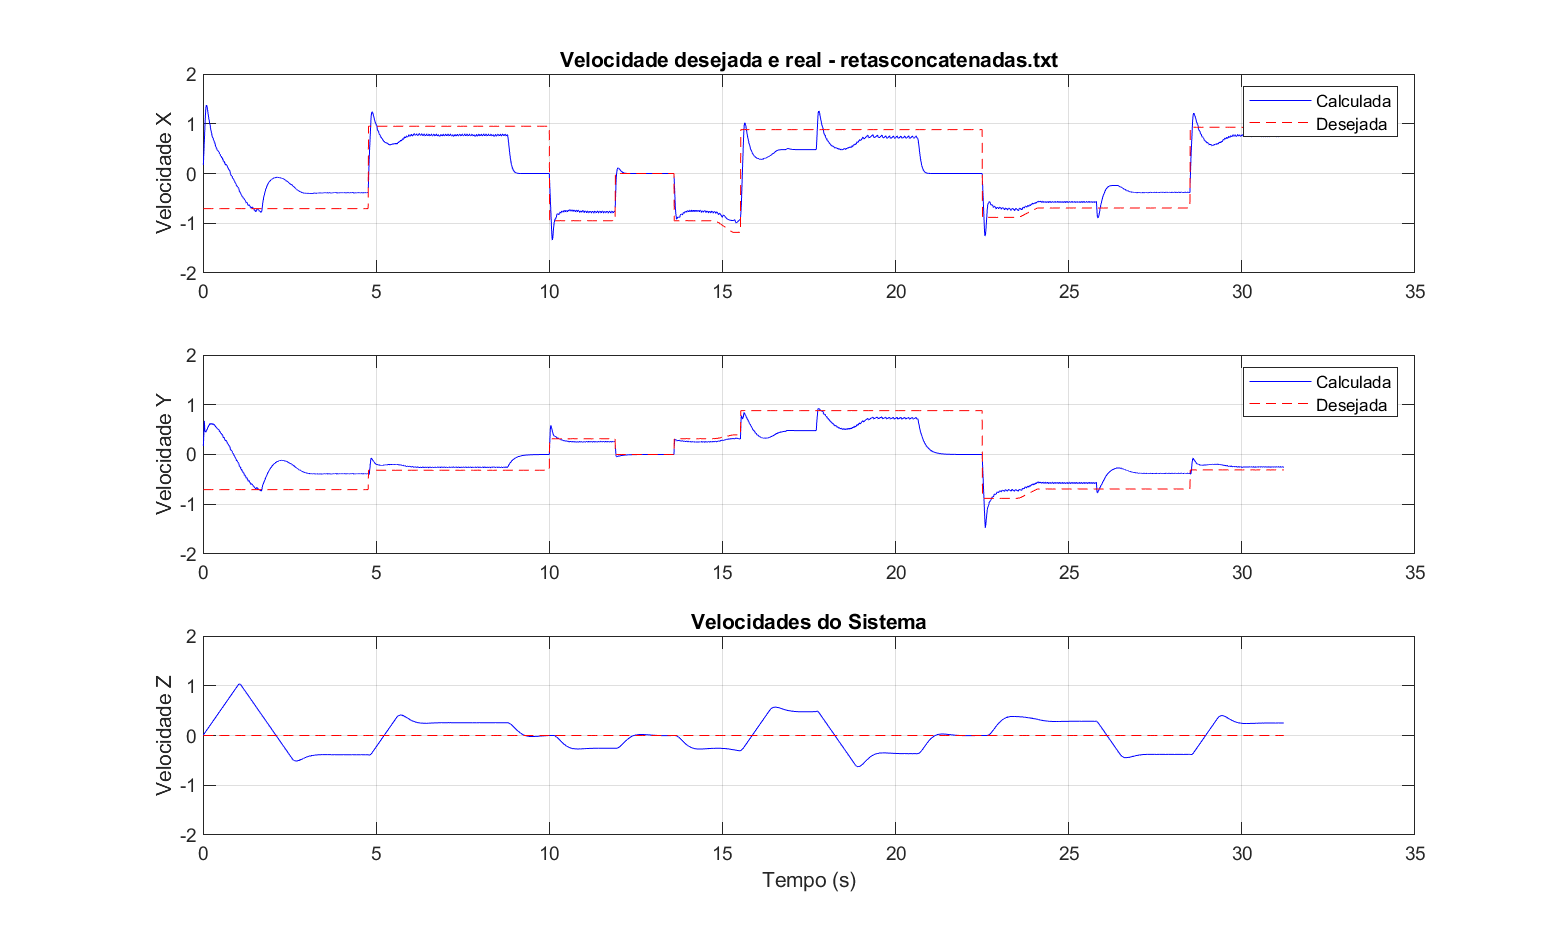 Velocidade desejada e real - retasconcatenadas.txt
Velocidade X
2
1
0
-1
-2
0 5 10 15 20 25 30 35
Calculada
Desejada
Velocidade Y
2
1
0
-1
-2
0 5 10 15 20 25 30 35
Calculada
Desejada
Velocidades do Sistema
Velocidade Z
2
1
0
-1
-2
0 5 10 15 20 25 30 35
Tempo (s)